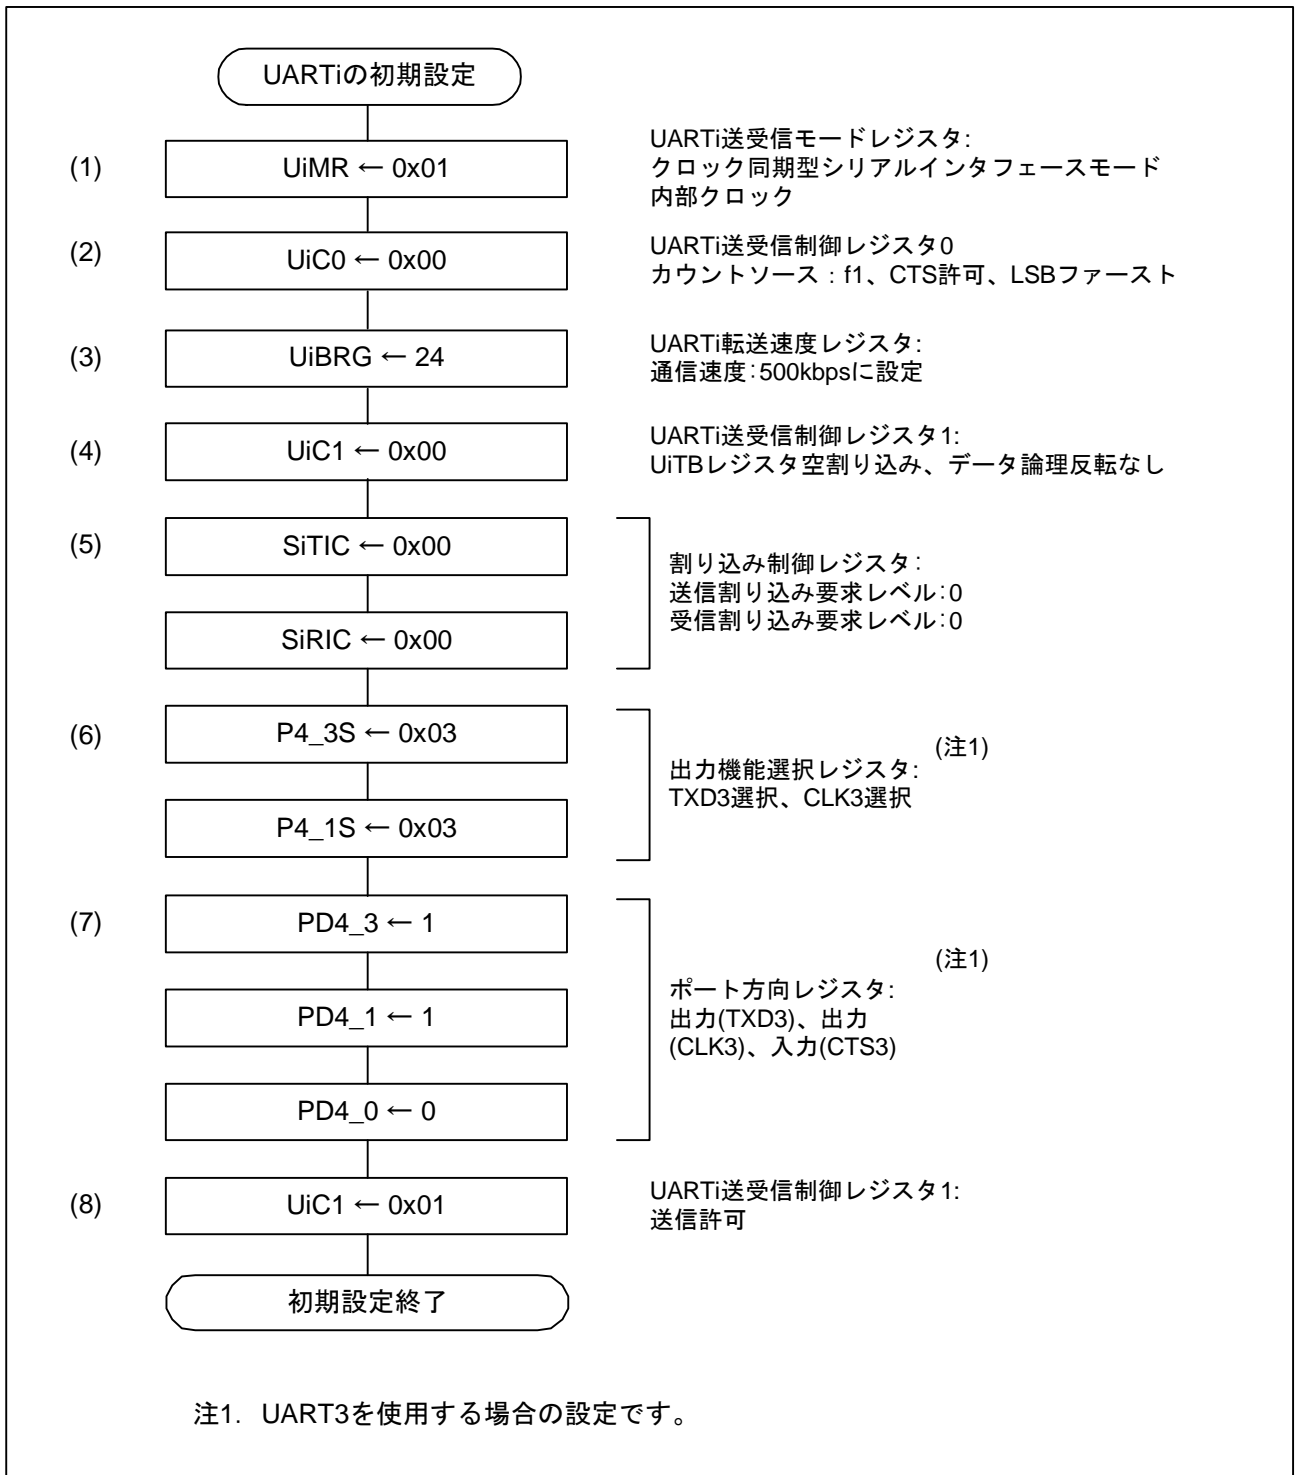 UARTiの初期設定
(1)
UiMR ← 0x01
UARTi送受信モードレジスタ:
クロック同期型シリアルインタフェースモード
内部クロック
(2)
UiC0 ← 0x00
UARTi送受信制御レジスタ0
カウントソース：f1、CTS許可、LSBファースト
(3)
UiBRG ← 24
UARTi転送速度レジスタ:
通信速度:500kbpsに設定
(4)
UiC1 ← 0x00
UARTi送受信制御レジスタ1:
UiTBレジスタ空割り込み、データ論理反転なし
(5)
SiTIC ← 0x00
SiRIC ← 0x00
割り込み制御レジスタ:
送信割り込み要求レベル:0
受信割り込み要求レベル:0
(6)
P4_3S ← 0x03
P4_1S ← 0x03
(注1)
出力機能選択レジスタ:
TXD3選択、CLK3選択
(7)
PD4_3 ← 1
PD4_1 ← 1
PD4_0 ← 0
(注1)
ポート方向レジスタ:
出力(TXD3)、出力
(CLK3)、入力(CTS3)
(8)
UiC1 ← 0x01
UARTi送受信制御レジスタ1:
送信許可
初期設定終了
注1. UART3を使用する場合の設定です。